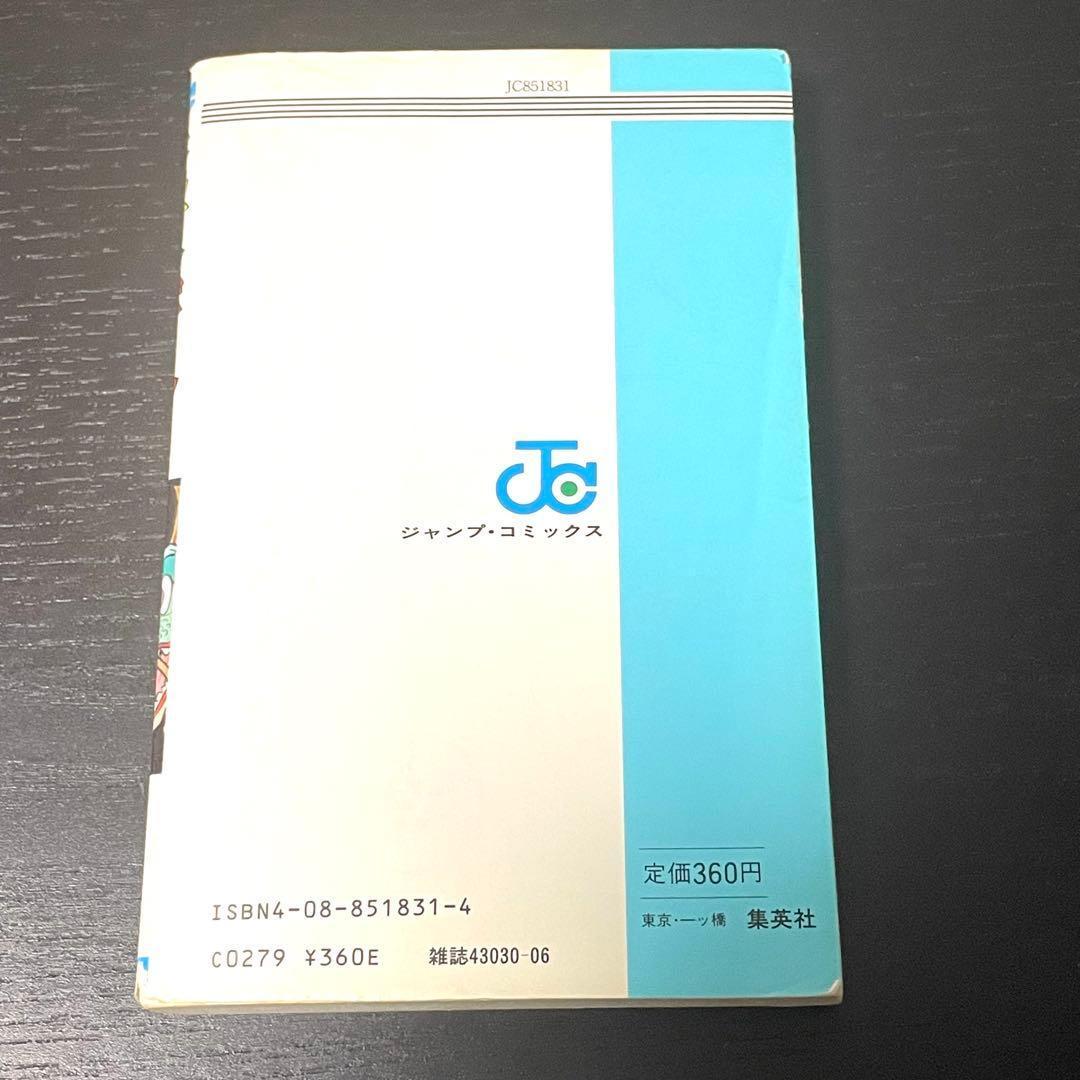 JC851831
JC
ジャンプ・コミックス
定価360円
東京・一ッ橋 集英社
ISBN4-08-851831-4
C0279 ¥360E 雑誌43030-06